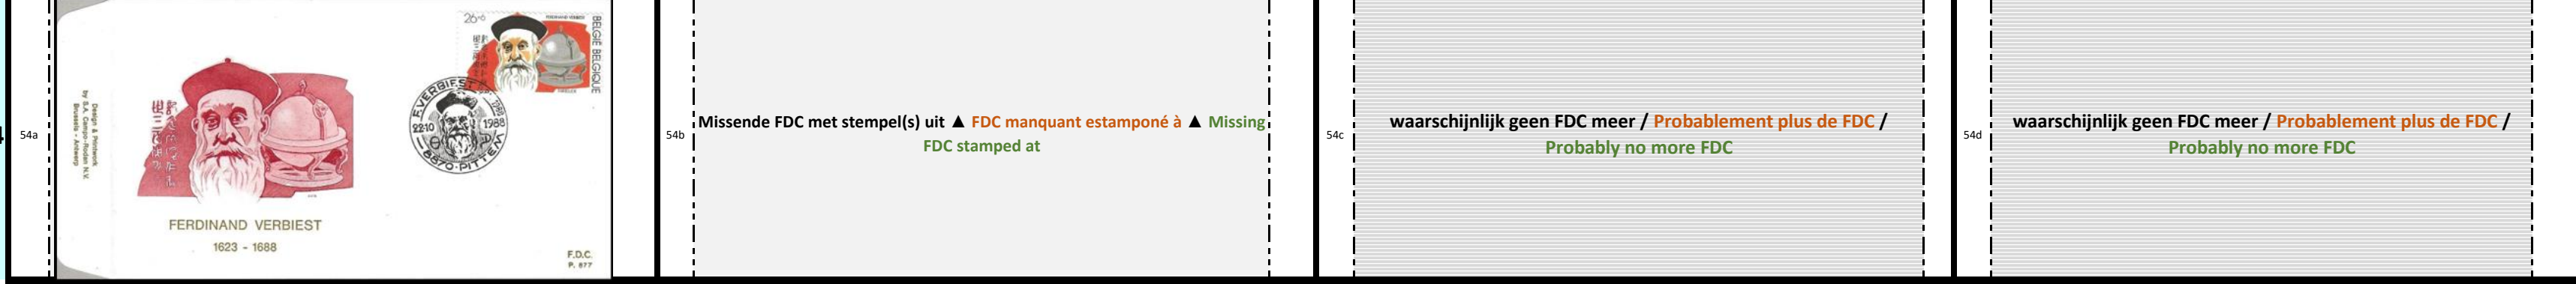 54a
Design & Printwork
by S.A. Campo-Roden N.V.
Brussels - Antwerp
FERDINAND VERBIEST
1623 - 1688
26+6
FERDINAND VERBIEST
BELGIË BELGIQUE
F. VERBIEST
22-10
1988
8870-PITTEM
F.D.C.
P. 877
54b
Missende FDC met stempel(s) uit ▲ FDC manquant estamponé à ▲ Missing
FDC stamped at
54c
waarschijnlijk geen FDC meer / Probablement plus de FDC /
Probably no more FDC
54d
waarschijnlijk geen FDC meer / Probablement plus de FDC /
Probably no more FDC